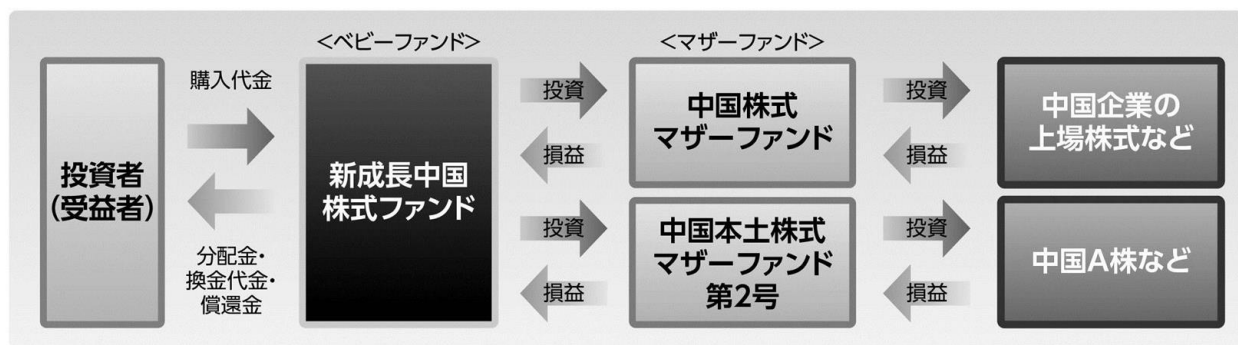 <ベビーファンド>
<マザーファンド>
投資者
(受益者)
購入代金
分配金・
換金代金・
償還金
新成長中国
株式ファンド
投資
損益
中国株式
マザーファンド
投資
損益
中国企業の
上場株式など
投資
損益
中国本土株式
マザーファンド
第2号
投資
損益
中国A株など